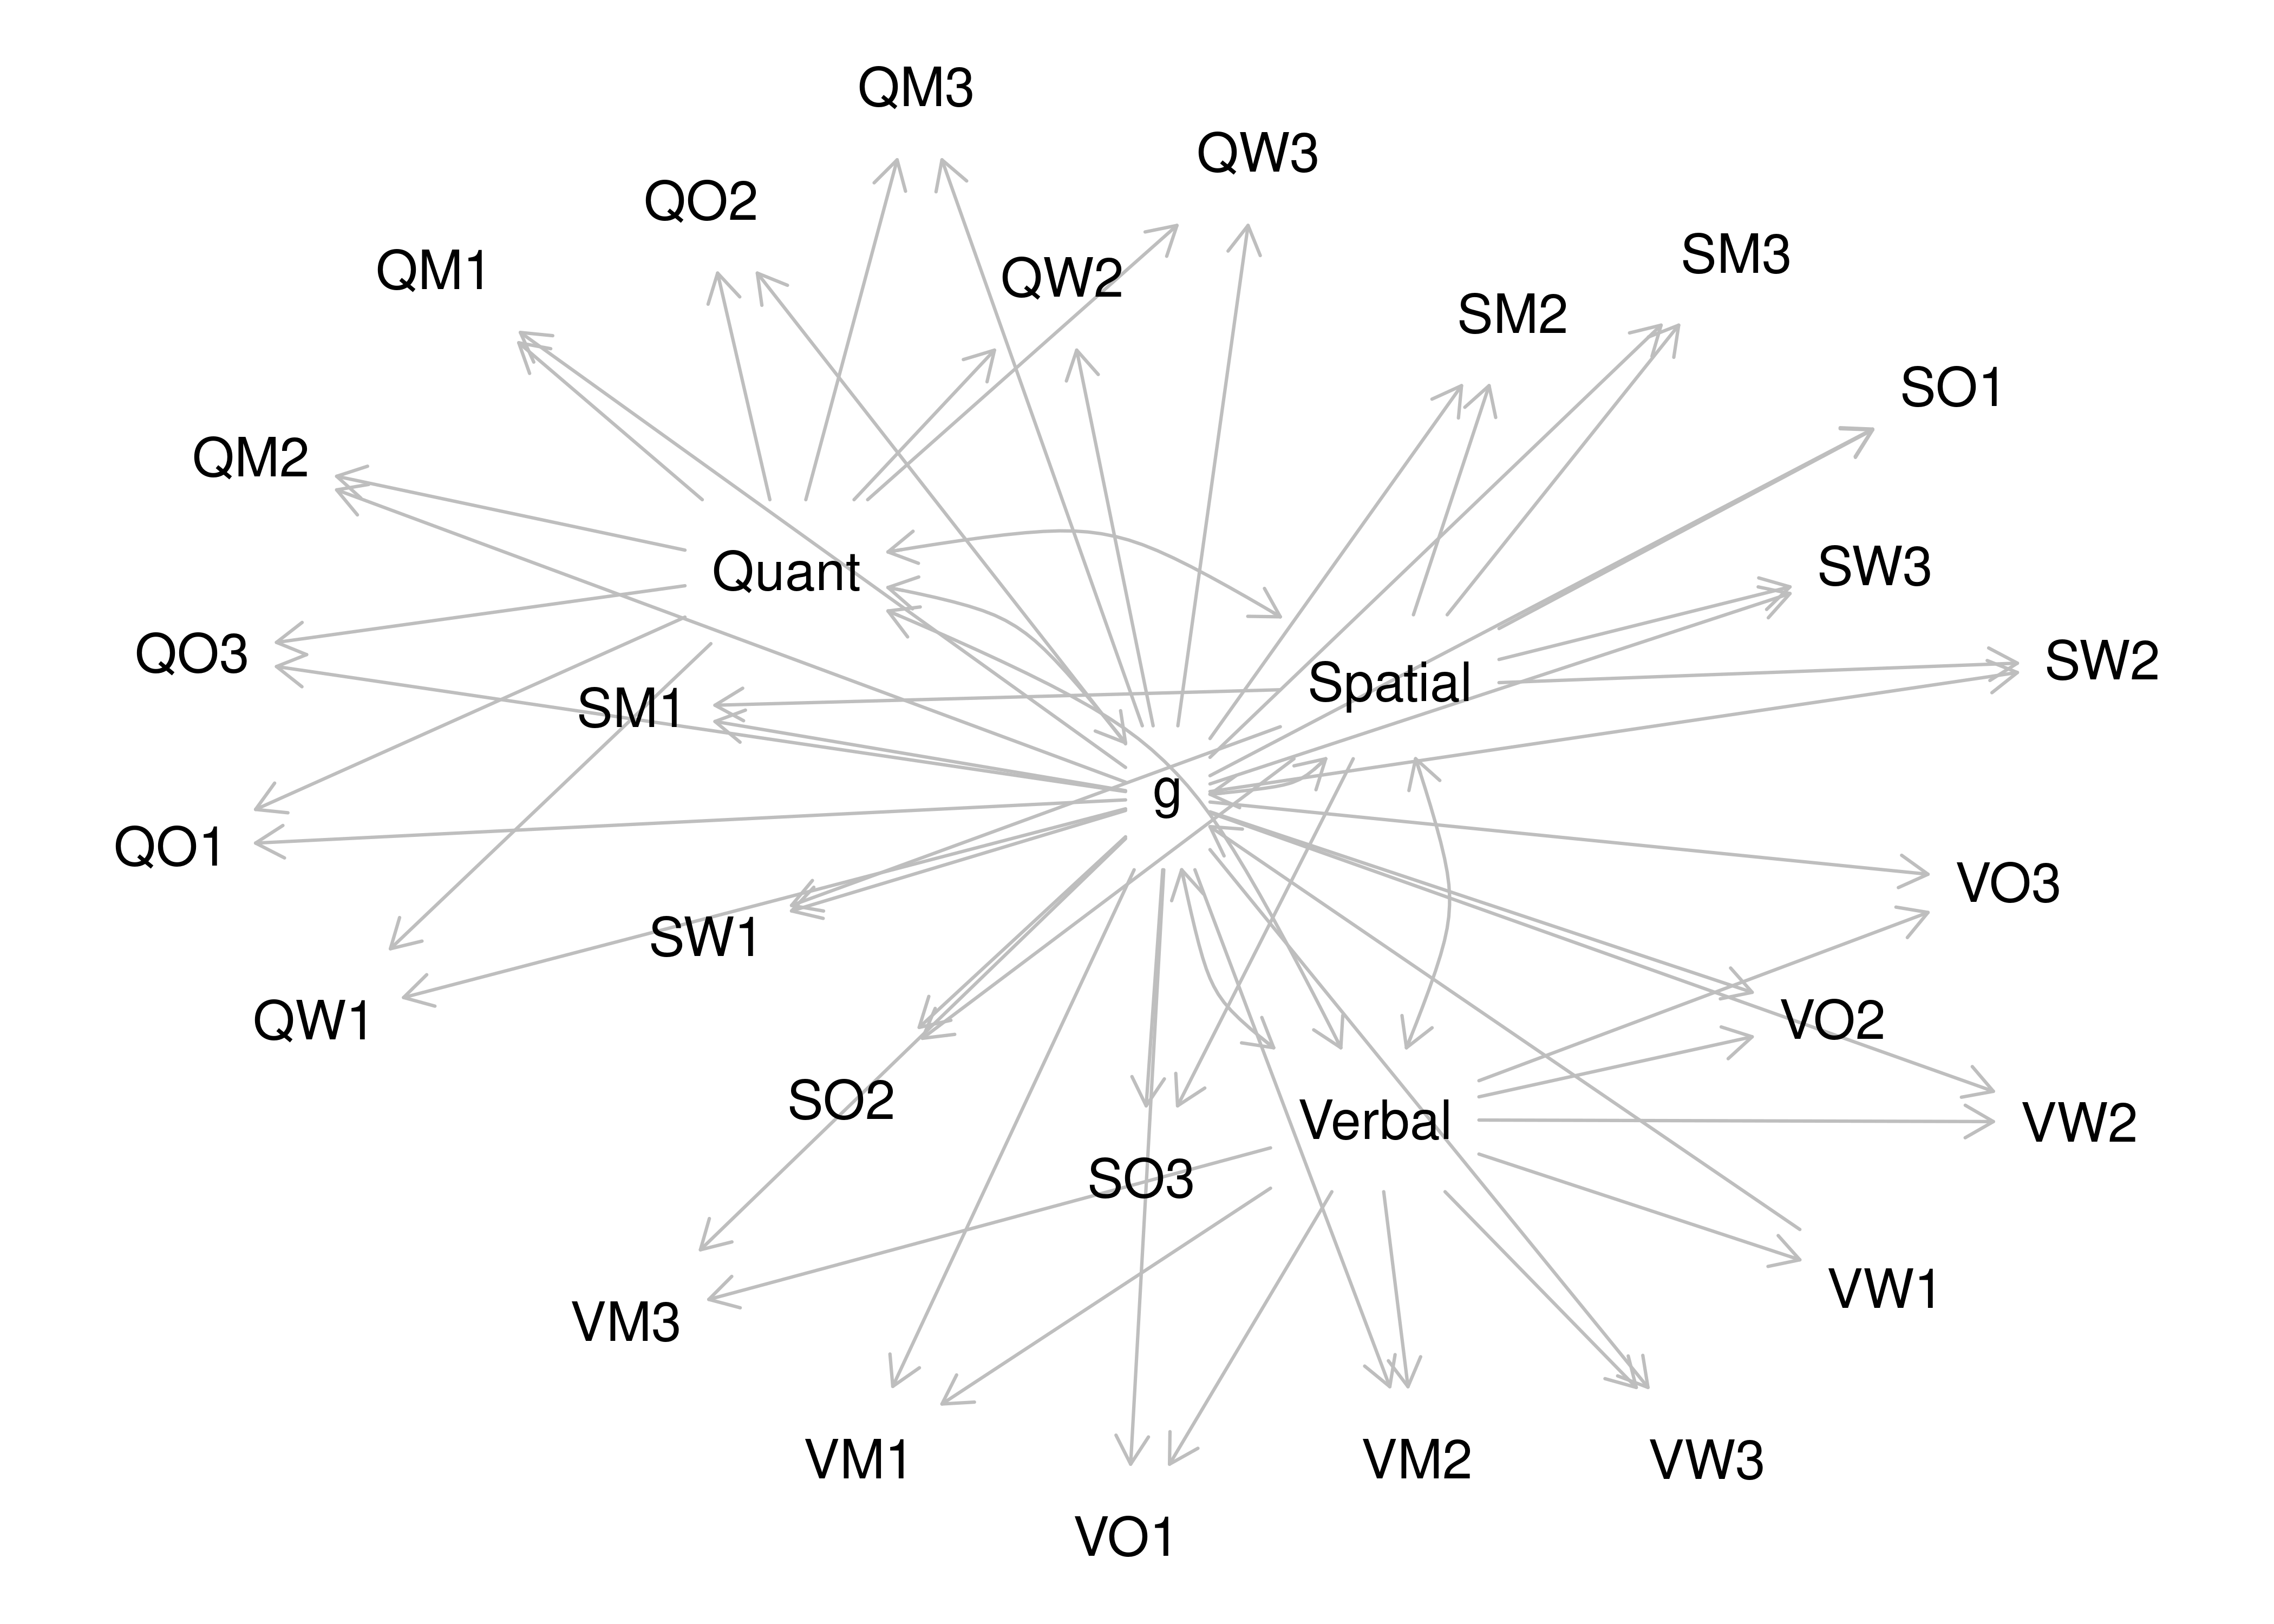 QM3
QW3
QO2
SM3
QM1
QW2
SM2
SO1
QM2
SW3
Quant
QO3
SW2
Spatial
SM1
g
QO1
VO3
SW1
QW1
VO2
SO2
Verbal
VW2
SO3
VW1
VM3
VM1
VM2
VW3
VO1